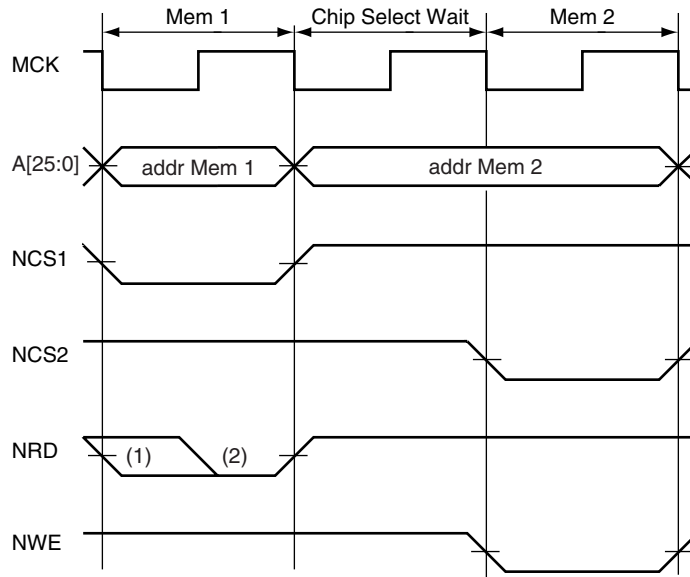 Mem 1 Chip Select Wait Mem 2
MCK
A[25:0] addr Mem 1 addr Mem 2
NCS1
NCS2
NRD (1) (2)
NWE